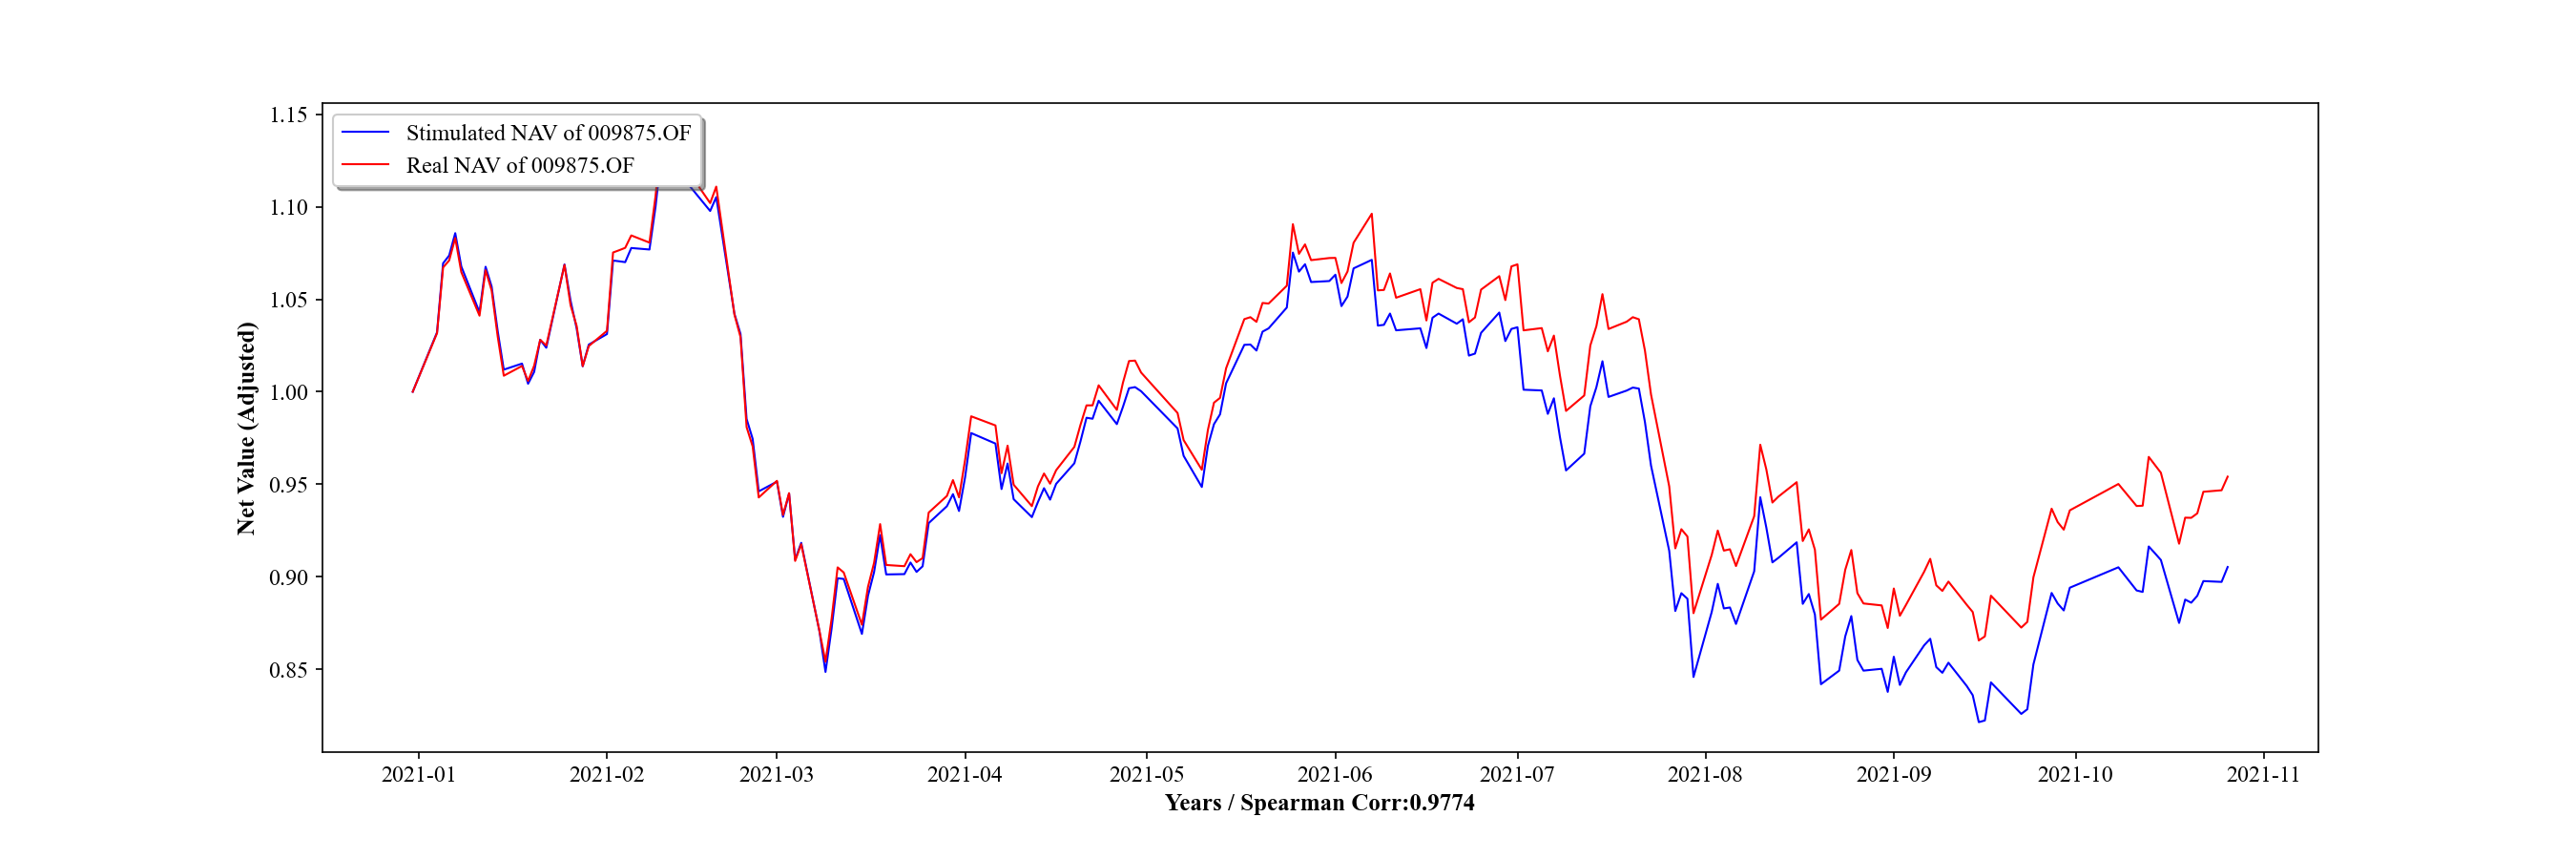 Stimulated NAV of 009875.OF
Real NAV of 009875.OF
1.15
1.10
1.05
1.00
0.95
0.90
0.85
Net Value (Adjusted)
2021-01 2021-02 2021-03 2021-04 2021-05 2021-06 2021-07 2021-08 2021-09 2021-10 2021-11
Years / Spearman Corr:0.9774